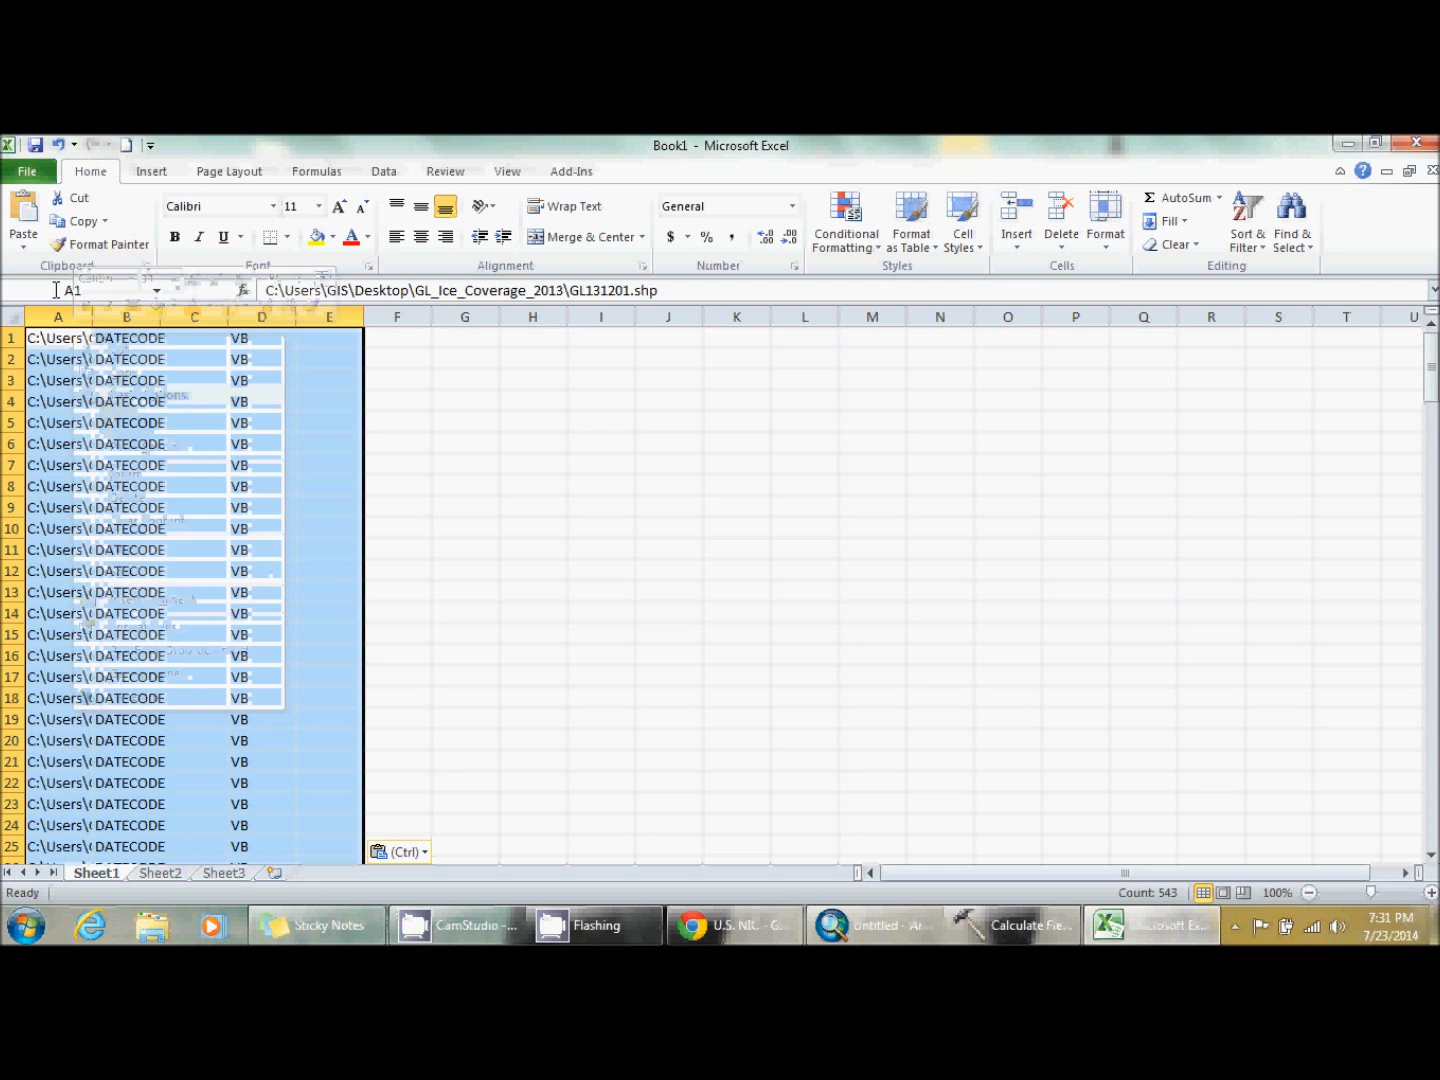 Book1 - Microsoft Excel
File Home Insert Page Layout Formulas Data Review View Add-Ins
Cut
Calibri 11 Wrap Text General AutoSum
Copy Fill
Paste Format Painter B I U Merge & Center $ % , Conditional Formatting Format as Table Cell Styles Insert Delete Format Clear Sort & Filter Find & Select
Clipboard Font Alignment Number Styles Cells Editing
A1 fx C:\Users\GIS\Desktop\GL_Ice_Coverage_2013\GL131201.shp
A B C D E F G H I J K L M N O P Q R S T U
1 C:\Users\ DATECODE VB
2 C:\Users\ DATECODE VB
3 C:\Users\ DATECODE VB
4 C:\Users\ DATECODE VB
5 C:\Users\ DATECODE VB
6 C:\Users\ DATECODE VB
7 C:\Users\ DATECODE VB
8 C:\Users\ DATECODE VB
9 C:\Users\ DATECODE VB
10 C:\Users\ DATECODE VB
11 C:\Users\ DATECODE VB
12 C:\Users\ DATECODE VB
13 C:\Users\ DATECODE VB
14 C:\Users\ DATECODE VB
15 C:\Users\ DATECODE VB
16 C:\Users\ DATECODE VB
17 C:\Users\ DATECODE VB
18 C:\Users\ DATECODE VB
19 C:\Users\ DATECODE VB
20 C:\Users\ DATECODE VB
21 C:\Users\ DATECODE VB
22 C:\Users\ DATECODE VB
23 C:\Users\ DATECODE VB
24 C:\Users\ DATECODE VB
25 C:\Users\ DATECODE VB
(Ctrl)
Sheet1 Sheet2 Sheet3
Ready Count: 543 100%
Sticky Notes CamStudio -... Flashing U.S. NIC - G... Untitled - Ar... Calculate Fie... 7:31 PM
7/23/2014